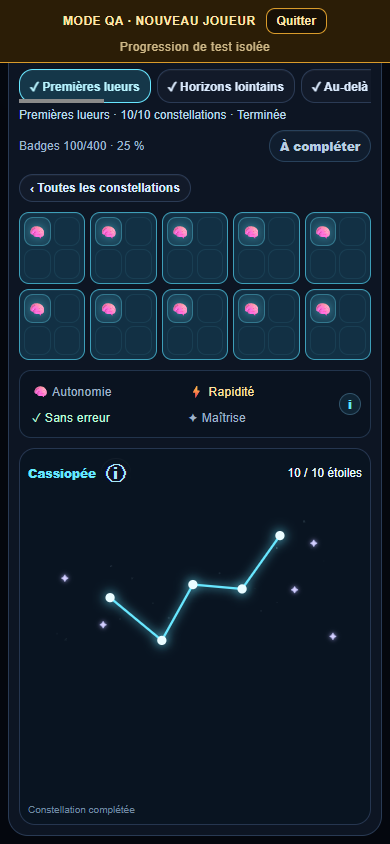 MODE QA · NOUVEAU JOUEUR Quitter
Progression de test isolée
✓ Premières lueurs ✓ Horizons lointains ✓ Au-delà
Premières lueurs · 10/10 constellations · Terminée
Badges 100/400 · 25 % À compléter
‹ Toutes les constellations
Autonomie Rapidité
✓ Sans erreur Maîtrise
i
Cassiopée i 10 / 10 étoiles
Constellation complétée